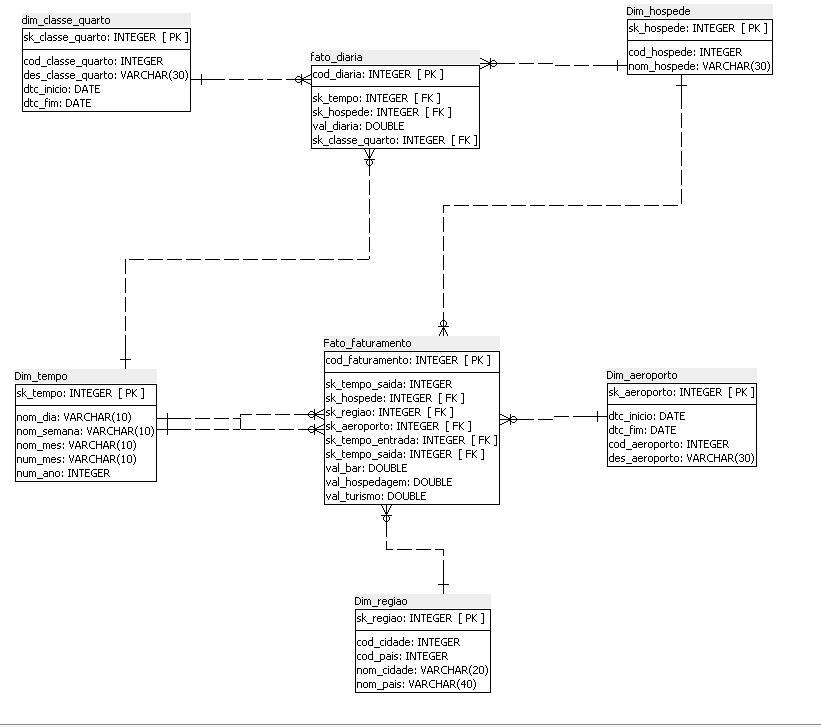 dim_classe_quarto
sk_classe_quarto: INTEGER [ PK ]
cod_classe_quarto: INTEGER
des_classe_quarto: VARCHAR(30)
dtc_inicio: DATE
dtc_fim: DATE
fato_diaria
cod_diaria: INTEGER [ PK ]
sk_tempo: INTEGER [ FK ]
sk_hospede: INTEGER [ FK ]
val_diaria: DOUBLE
sk_classe_quarto: INTEGER [ FK ]
Dim_hospede
sk_hospede: INTEGER [ PK ]
cod_hospede: INTEGER
nom_hospede: VARCHAR(30)
Dim_tempo
sk_tempo: INTEGER [ PK ]
nom_dia: VARCHAR(10)
nom_semana: VARCHAR(10)
nom_mes: VARCHAR(10)
num_mes: VARCHAR(10)
num_ano: INTEGER
Fato_faturamento
cod_faturamento: INTEGER [ PK ]
sk_tempo_saida: INTEGER
sk_hospede: INTEGER [ FK ]
sk_regiao: INTEGER [ FK ]
sk_aeroporto: INTEGER [ FK ]
sk_tempo_entrada: INTEGER [ FK ]
sk_tempo_saida: INTEGER [ FK ]
val_bar: DOUBLE
val_hospedagem: DOUBLE
val_turismo: DOUBLE
Dim_aeroporto
sk_aeroporto: INTEGER [ PK ]
dtc_inicio: DATE
dtc_fim: DATE
cod_aeroporto: INTEGER
des_aeroporto: VARCHAR(30)
Dim_regiao
sk_regiao: INTEGER [ PK ]
cod_cidade: INTEGER
cod_pais: INTEGER
nom_cidade: VARCHAR(20)
nom_pais: VARCHAR(40)